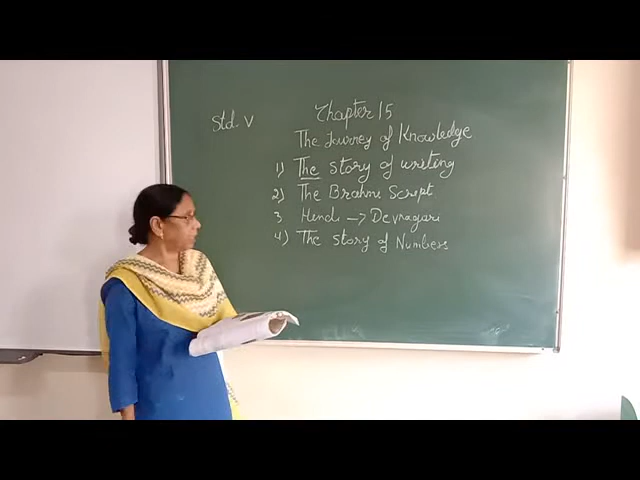 Std. V
Chapter 15
The Journey of Knowledge
1) The story of writing
2) The Brahmi Script.
3 Hindi -> Devnagari
4) The story of Numbers